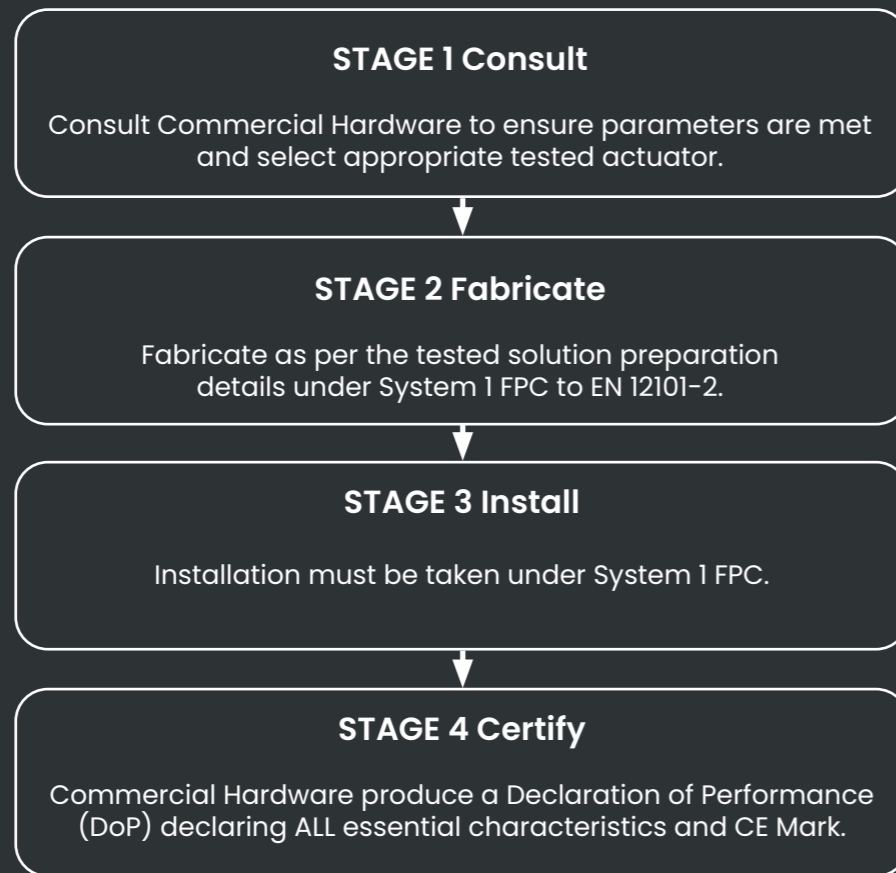 STAGE 1 Consult
Consult Commercial Hardware to ensure parameters are met
and select appropriate tested actuator.
STAGE 2 Fabricate
Fabricate as per the tested solution preparation
details under System 1 FPC to EN 12101-2.
STAGE 3 Install
Installation must be taken under System 1 FPC.
STAGE 4 Certify
Commercial Hardware produce a Declaration of Performance
(DoP) declaring ALL essential characteristics and CE Mark.